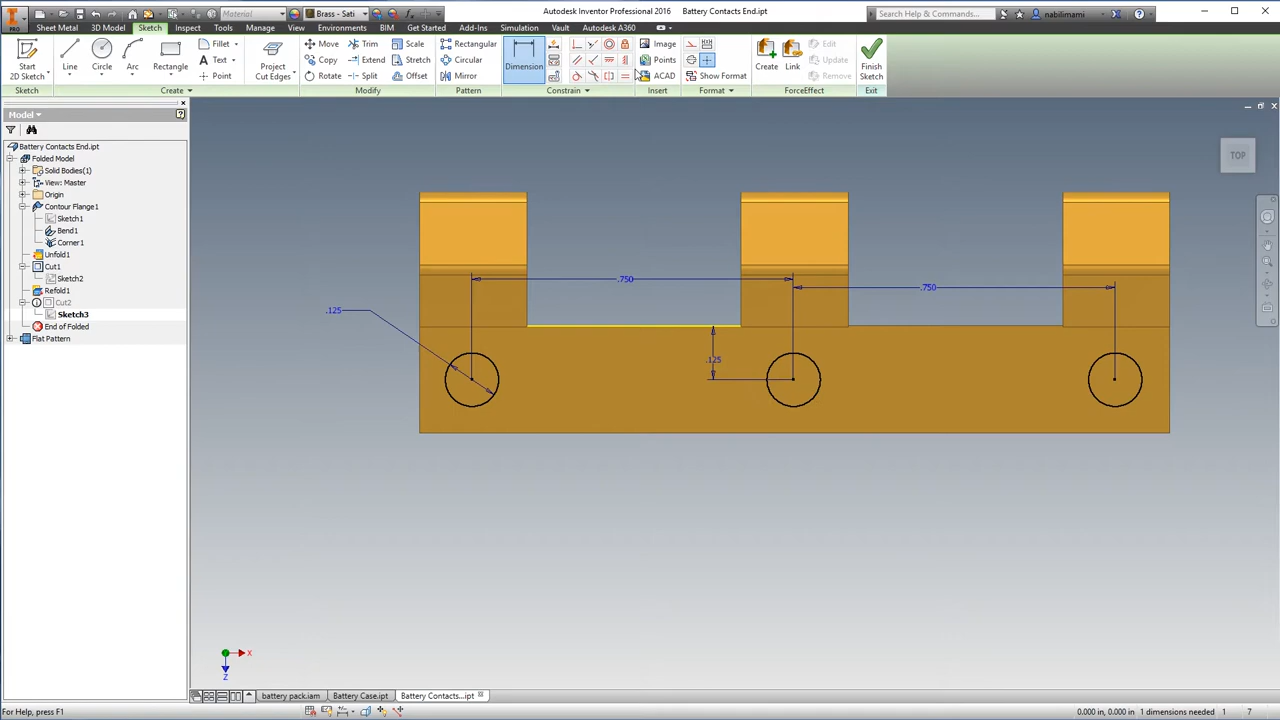 Material
Brass - Sati
Autodesk Inventor Professional 2016 Battery Contacts End.ipt
Search Help & Commands...
nabilimami
Sheet Metal 3D Model Sketch Inspect Tools Manage View Environments BIM Get Started Add-Ins Simulation Vault Autodesk A360
Start
2D Sketch
Line
Circle
Arc
Rectangle
Fillet
Text
Point
Project
Cut Edges
Move
Copy
Rotate
Trim
Extend
Split
Scale
Stretch
Offset
Rectangular
Circular
Mirror
Dimension
Image
Points
ACAD
Show Format
Create
Link
Edit
Update
Remove
Finish
Sketch
Sketch Create Modify Pattern Constrain Insert Format ForceEffect Exit
Model
Battery Contacts End.ipt
Folded Model
Solid Bodies(1)
View: Master
Origin
Contour Flange1
Sketch1
Bend1
Corner1
Unfold1
Cut1
Sketch2
Refold1
Cut2
Sketch3
End of Folded
Flat Pattern
TOP
.750
.750
.125
.125
X
Z
battery pack.iam Battery Case.ipt Battery Contacts...ipt
For Help, press F1
0.000 in, 0.000 in 1 dimensions needed 1 7